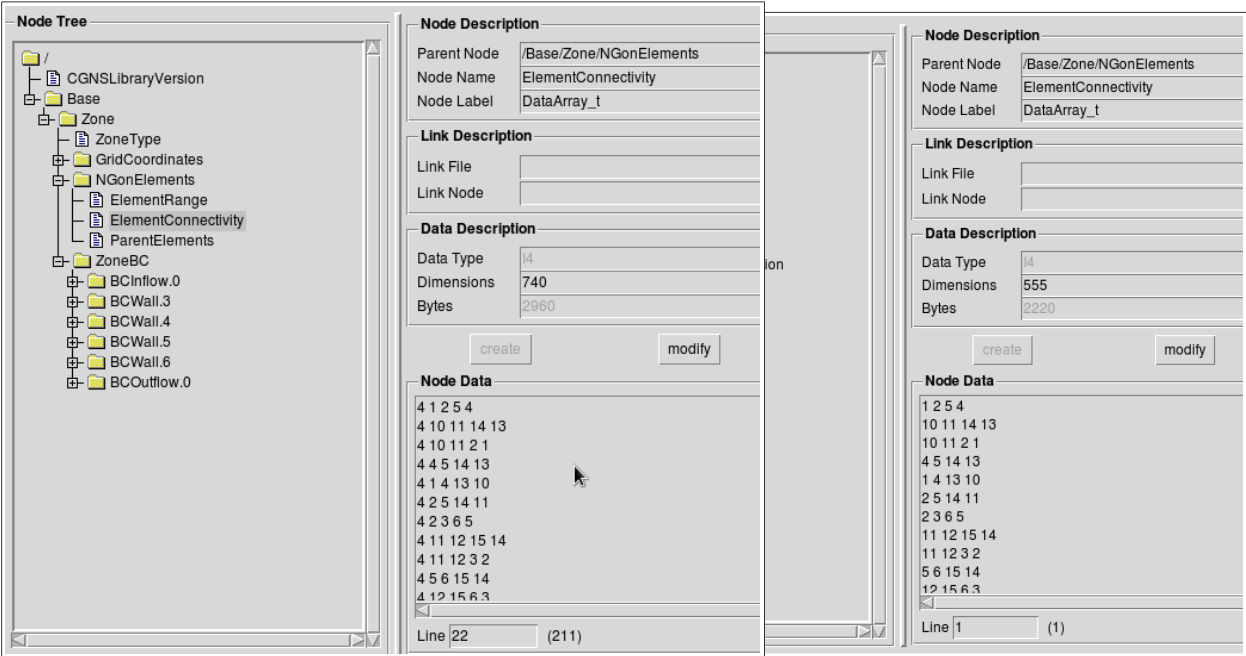 Node Tree
/
CGNSLibraryVersion
Base
Zone
ZoneType
GridCoordinates
NGonElements
ElementRange
ElementConnectivity
ParentElements
ZoneBC
BCInflow.0
BCWall.3
BCWall.4
BCWall.5
BCWall.6
BCOutflow.0
Node Description
Parent Node /Base/Zone/NGonElements
Node Name ElementConnectivity
Node Label DataArray_t
Link Description
Link File
Link Node
Data Description
Data Type I4
Dimensions 740
Bytes 2960
create modify
Node Data
4 1 2 5 4
4 10 11 14 13
4 10 11 2 1
4 4 5 14 13
4 1 4 13 10
4 2 5 14 11
4 2 3 6 5
4 11 12 15 14
4 11 12 3 2
4 5 6 15 14
4 12 15 6 3
Line 22 (211)
ion
Node Description
Parent Node /Base/Zone/NGonElements
Node Name ElementConnectivity
Node Label DataArray_t
Link Description
Link File
Link Node
Data Description
Data Type I4
Dimensions 555
Bytes 2220
create modify
Node Data
1 2 5 4
10 11 14 13
10 11 2 1
4 5 14 13
1 4 13 10
2 5 14 11
2 3 6 5
11 12 15 14
11 12 3 2
5 6 15 14
12 15 6 3
Line 1 (1)